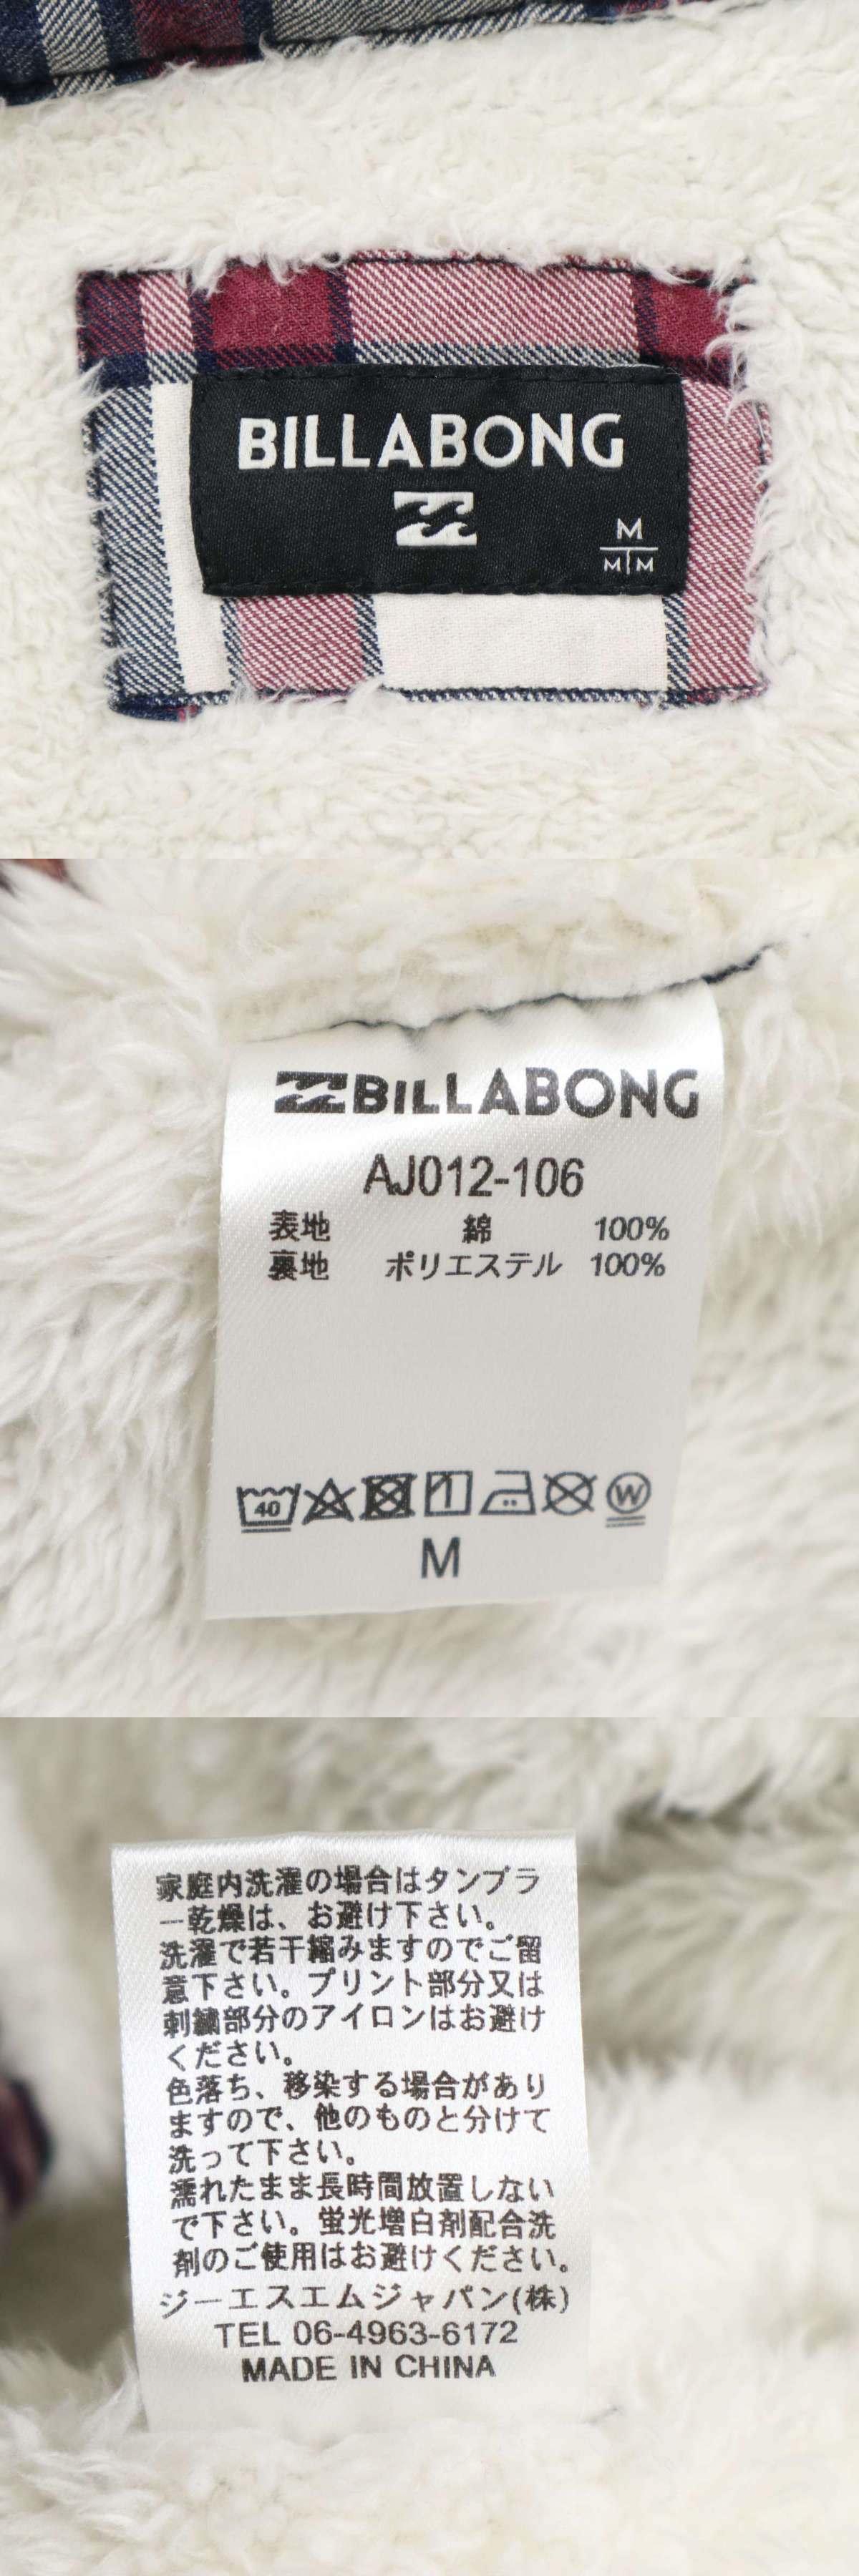 BILLABONG
M
M M
BILLABONG
AJ012-106
表地 綿 100%
裏地 ポリエステル 100%
40
W
M
家庭内洗濯の場合はタンブラ
ー乾燥は、お避け下さい。
洗濯で若干縮みますのでご留
意下さい。プリント部分又は
刺繍部分のアイロンはお避け
ください。
色落ち、移染する場合があり
ますので、他のものと分けて
洗って下さい。
濡れたまま長時間放置しない
で下さい。蛍光増白剤配合洗
剤のご使用はお避けください。
ジーエスエムジャパン(株)
TEL 06-4963-6172
MADE IN CHINA